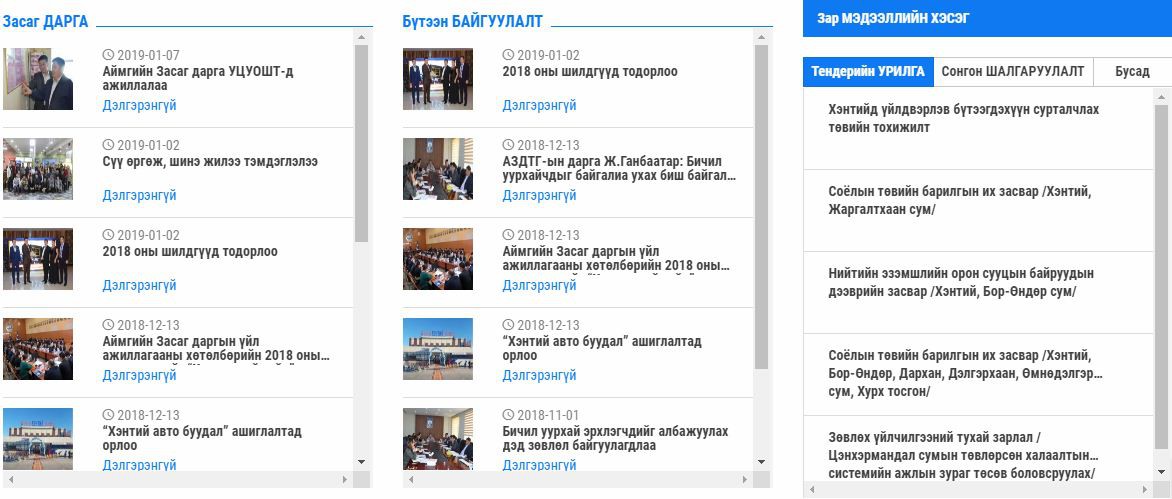 Засаг ДАРГА
2019-01-07
Аймгийн Засаг дарга УЦУОШТ-д
ажиллалаа
Дэлгэрэнгүй
2019-01-02
Сүү өргөж, шинэ жилээ тэмдэглэлээ
Дэлгэрэнгүй
2019-01-02
2018 оны шилдгүүд тодорлоо
Дэлгэрэнгүй
2018-12-13
Аймгийн Засаг даргын үйл
ажиллагааны хөтөлбөрийн 2018 оны...
Дэлгэрэнгүй
2018-12-13
“Хэнтий авто буудал” ашиглалтад
орлоо
Дэлгэрэнгүй
Бүтээн БАЙГУУЛАЛТ
2019-01-02
2018 оны шилдгүүд тодорлоо
Дэлгэрэнгүй
2018-12-13
АЗДТГ-ын дарга Ж.Ганбаатар: Бичил
уурхайчдыг байгалиа ухах биш байгал...
Дэлгэрэнгүй
2018-12-13
Аймгийн Засаг даргын үйл
ажиллагааны хөтөлбөрийн 2018 оны...
Дэлгэрэнгүй
2018-12-13
“Хэнтий авто буудал” ашиглалтад
орлоо
Дэлгэрэнгүй
2018-11-01
Бичил уурхай эрхлэгчдийг албажуулах
дэд зөвлөл байгуулагдлаа
Дэлгэрэнгүй
Зар МЭДЭЭЛЛИЙН ХЭСЭГ
Тендерийн УРИЛГА Сонгон ШАЛГАРУУЛАЛТ Бусад
Хэнтийд үйлдвэрлэв бүтээгдэхүүн сурталчлах
төвийн тохижилт
Соёлын төвийн барилгын их засвар /Хэнтий,
Жаргалтхаан сум/
Нийтийн эзэмшлийн орон сууцын байруудын
дээврийн засвар /Хэнтий, Бор-Өндөр сум/
Соёлын төвийн барилгын их засвар /Хэнтий,
Бор-Өндөр, Дархан, Дэлгэрхаан, Өмнөдэлгэр...
сум, Хурх тосгон/
Зөвлөх үйлчилгээний тухай зарлал /
Цэнхэрмандал сумын төвлөрсөн халаалтын...
системийн ажлын зураг төсөв боловсруулах/